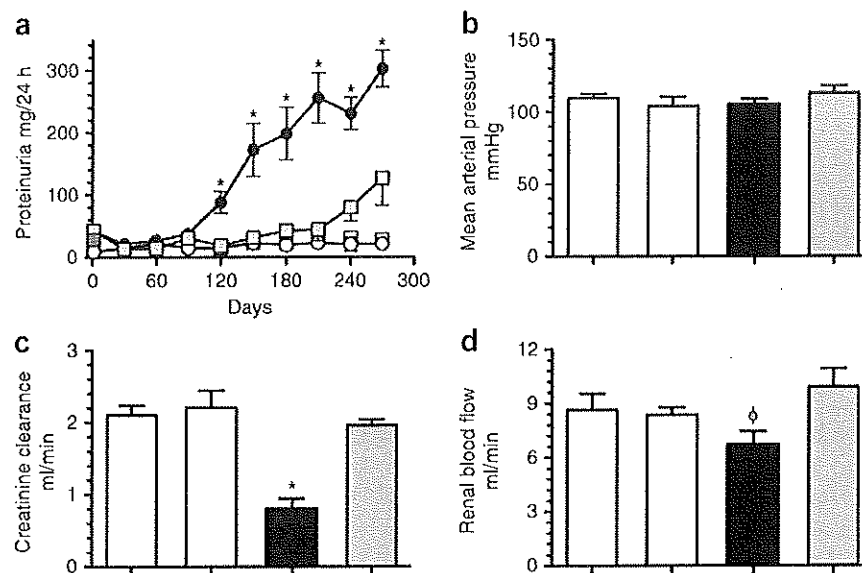 a
Proteinuria mg/24 h
300
200
100
0
0
60
120
180
240
300
Days
*
*
*
*
*
*
b
Mean arterial pressure
mmHg
150
100
50
0
c
Creatinine clearance
ml/min
3
2
1
0
*
d
Renal blood flow
ml/min
12
9
6
3
0
ϕ